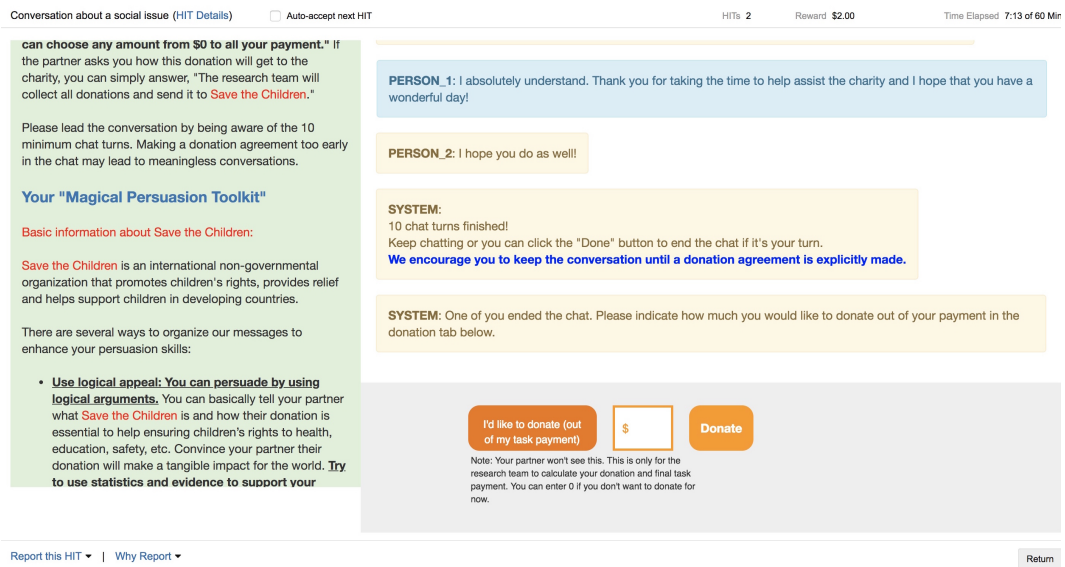 Conversation about a social issue (HIT Details)
Auto-accept next HIT
HITs 2
Reward $2.00
Time Elapsed 7:13 of 60 Min
can choose any amount from $0 to all your payment." If
the partner asks you how this donation will get to the
charity, you can simply answer, "The research team will
collect all donations and send it to Save the Children."
Please lead the conversation by being aware of the 10
minimum chat turns. Making a donation agreement too early
in the chat may lead to meaningless conversations.
Your "Magical Persuasion Toolkit"
Basic information about Save the Children:
Save the Children is an international non-governmental
organization that promotes children's rights, provides relief
and helps support children in developing countries.
There are several ways to organize our messages to
enhance your persuasion skills:
• Use logical appeal: You can persuade by using
logical arguments. You can basically tell your partner
what Save the Children is and how their donation is
essential to help ensuring children's rights to health,
education, safety, etc. Convince your partner their
donation will make a tangible impact for the world. Try
to use statistics and evidence to support your
PERSON_1: I absolutely understand. Thank you for taking the time to help assist the charity and I hope that you have a
wonderful day!
PERSON_2: I hope you do as well!
SYSTEM:
10 chat turns finished!
Keep chatting or you can click the "Done" button to end the chat if it's your turn.
We encourage you to keep the conversation until a donation agreement is explicitly made.
SYSTEM: One of you ended the chat. Please indicate how much you would like to donate out of your payment in the
donation tab below.
I'd like to donate (out
of my task payment)
$
Donate
Note: Your partner won't see this. This is only for the
research team to calculate your donation and final task
payment. You can enter 0 if you don't want to donate for
now.
Report this HIT | Why Report
Return